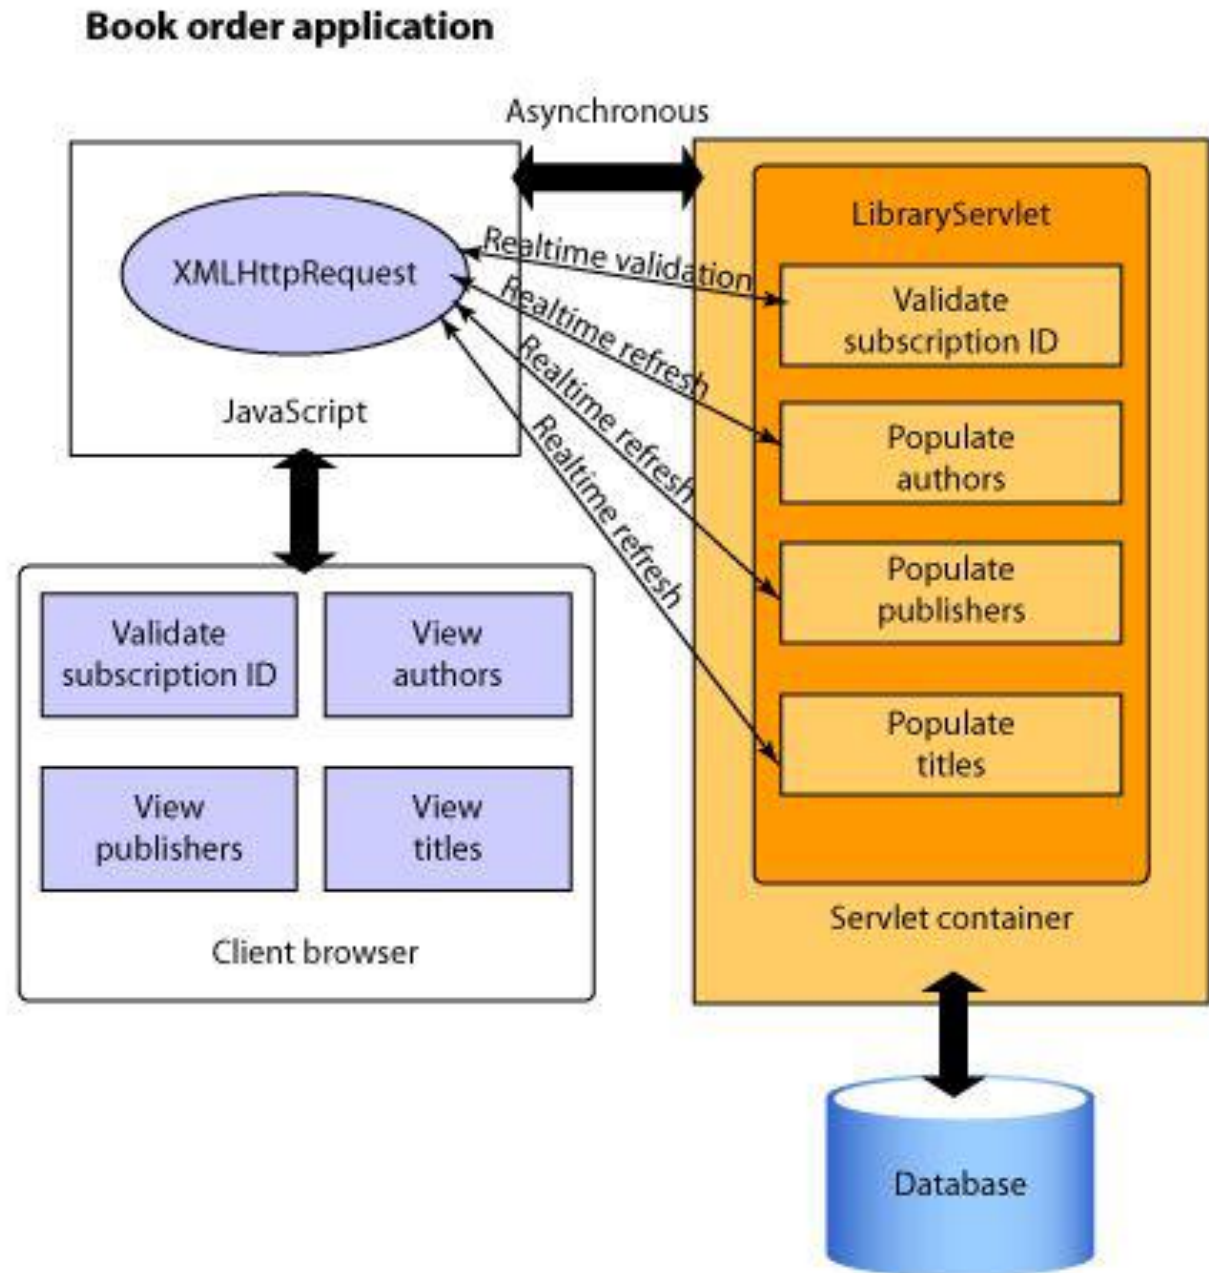 Book order application
Asynchronous
XMLHttpRequest
JavaScript
Realtime validation
Realtime refresh
Realtime refresh
Realtime refresh
LibraryServlet
Validate
subscription ID
Populate
authors
Populate
publishers
Populate
titles
Servlet container
Validate
subscription ID
View
authors
View
publishers
View
titles
Client browser
Database